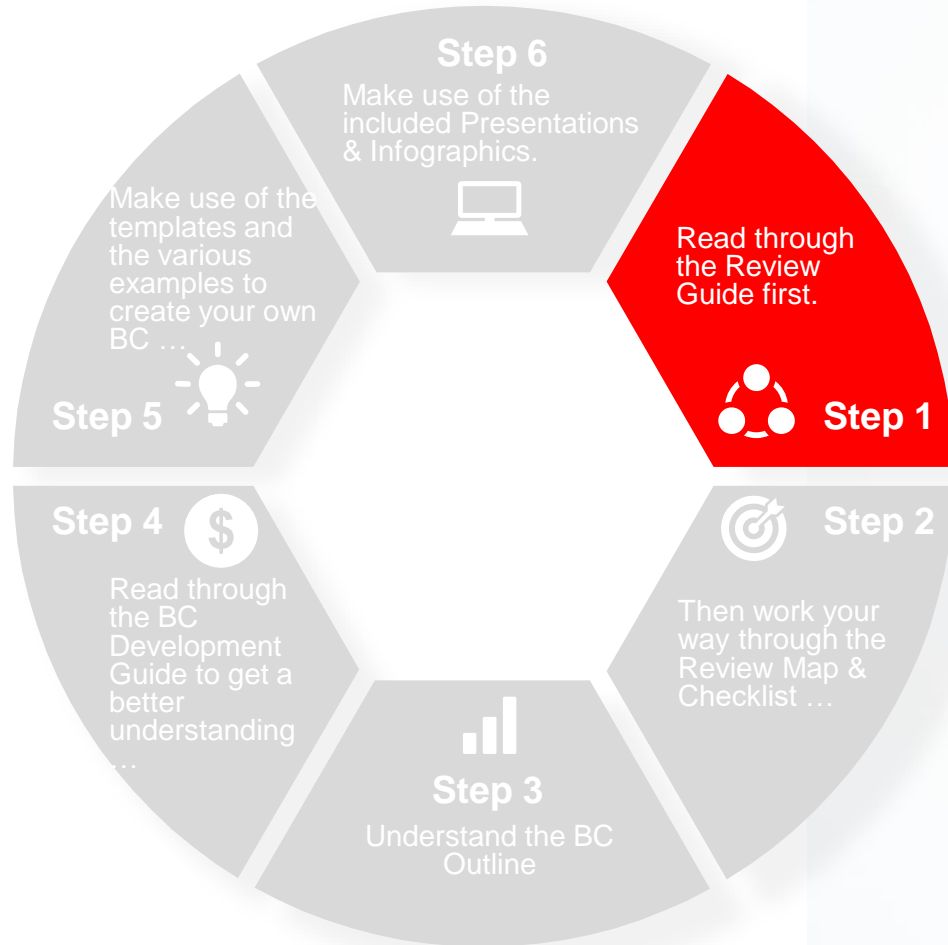 Step 6
Make use of the
included Presentations
& Infographics.
Read through
the Review
Guide first.
Step 1
Step 2
Then work your
way through the
Review Map &
Checklist …
Step 3
Understand the BC
Outline
Step 4
$
Read through
the BC
Development
Guide to get a
better
understanding
…
Make use of the
templates and
the various
examples to
create your own
BC …
Step 5